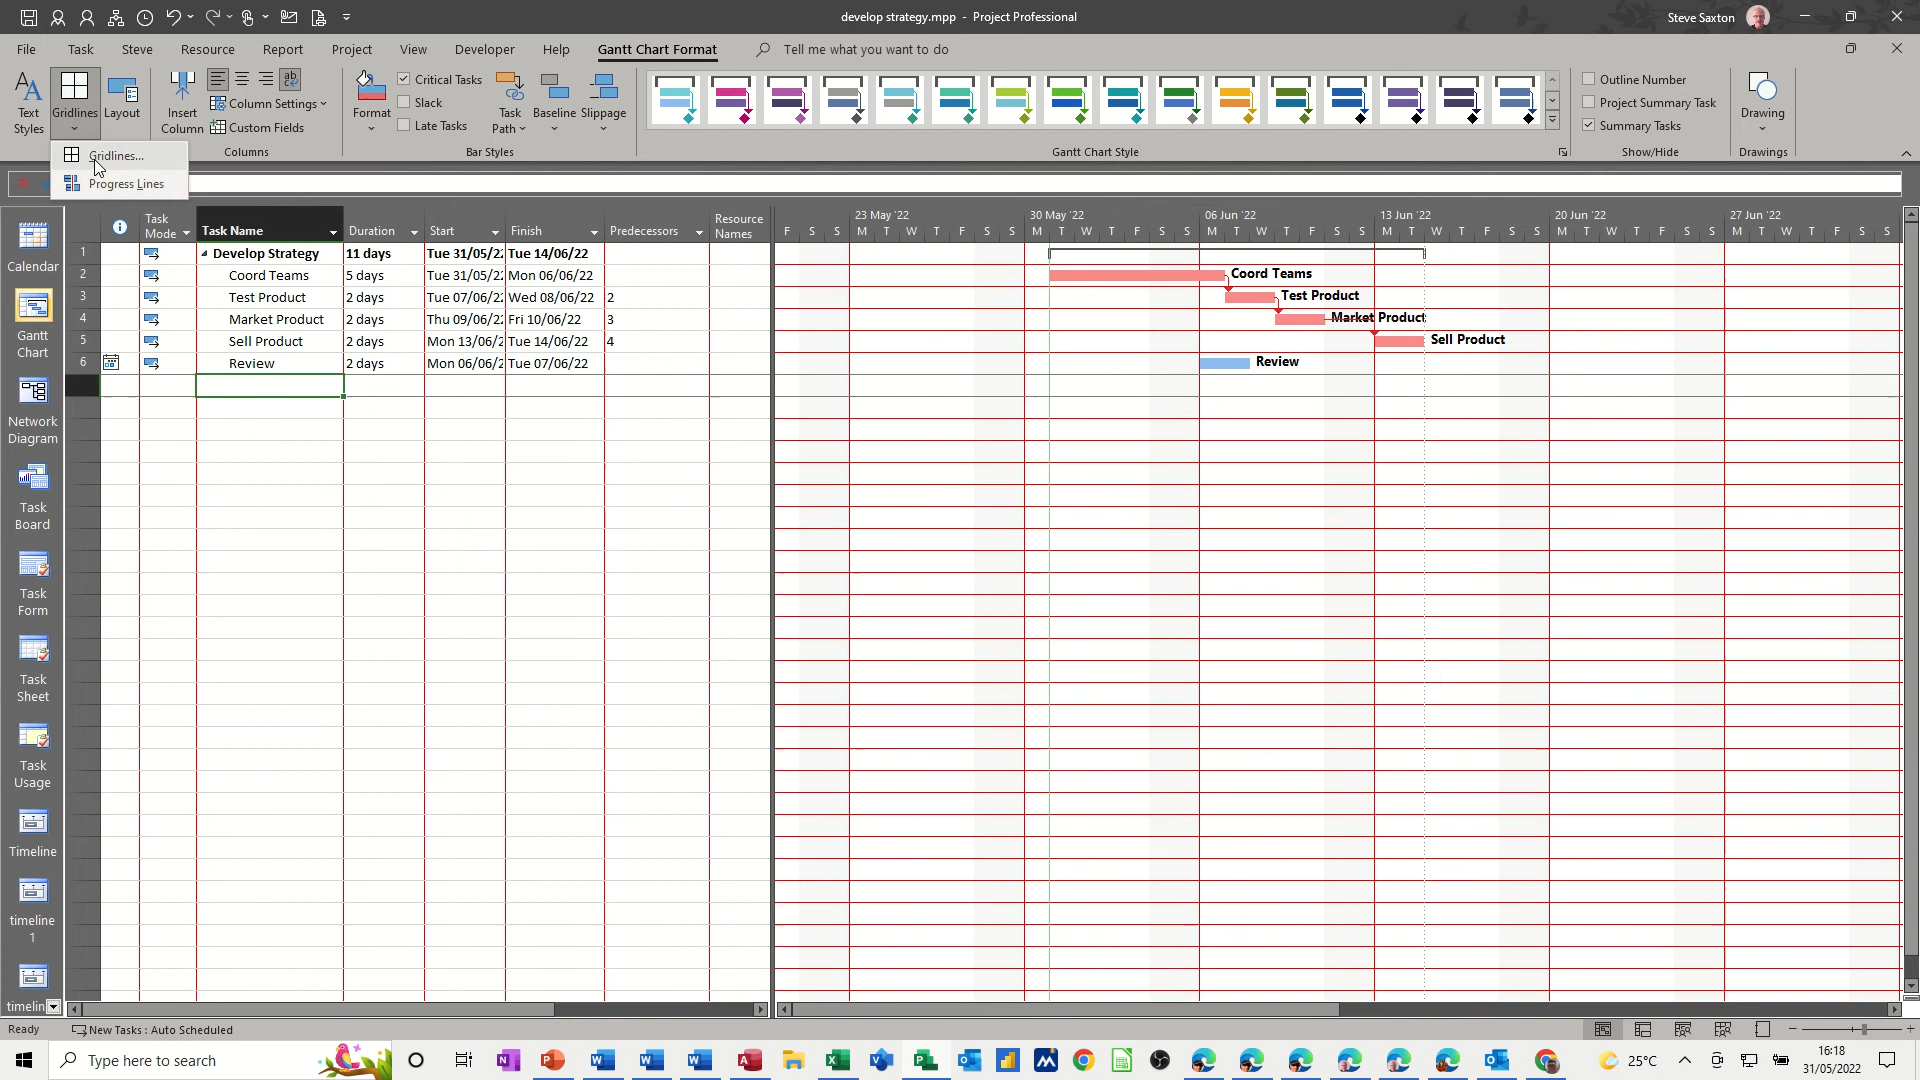 develop strategy.mpp - Project Professional
Steve Saxton
File Task Steve Resource Report Project View Developer Help Gantt Chart Format Tell me what you want to do
Text Styles
Gridlines
Layout
Insert Column
Column Settings
Custom Fields
Columns
Format
Critical Tasks
Slack
Late Tasks
Task Path
Baseline
Slippage
Bar Styles
Gantt Chart Style
Outline Number
Project Summary Task
Summary Tasks
Show/Hide
Drawing
Drawings
Gridlines...
Progress Lines
Task Mode Task Name Duration Start Finish Predecessors Resource Names
1 Develop Strategy 11 days Tue 31/05/22 Tue 14/06/22
2 Coord Teams 5 days Tue 31/05/22 Mon 06/06/22
3 Test Product 2 days Tue 07/06/22 Wed 08/06/22 2
4 Market Product 2 days Thu 09/06/22 Fri 10/06/22 3
5 Sell Product 2 days Mon 13/06/22 Tue 14/06/22 4
6 Review 2 days Mon 06/06/22 Tue 07/06/22
23 May '22 30 May '22 06 Jun '22 13 Jun '22 20 Jun '22 27 Jun '22
F S S M T W T F S S M T W T F S S M T W T F S S M T W T F S S M T W T F S S M T W T F S S
Coord Teams
Test Product
Market Product
Sell Product
Review
Calendar
Gantt Chart
Network Diagram
Task Board
Task Form
Task Sheet
Task Usage
Timeline
timeline 1
timelin
Ready New Tasks : Auto Scheduled
Type here to search
25°C
16:18
31/05/2022